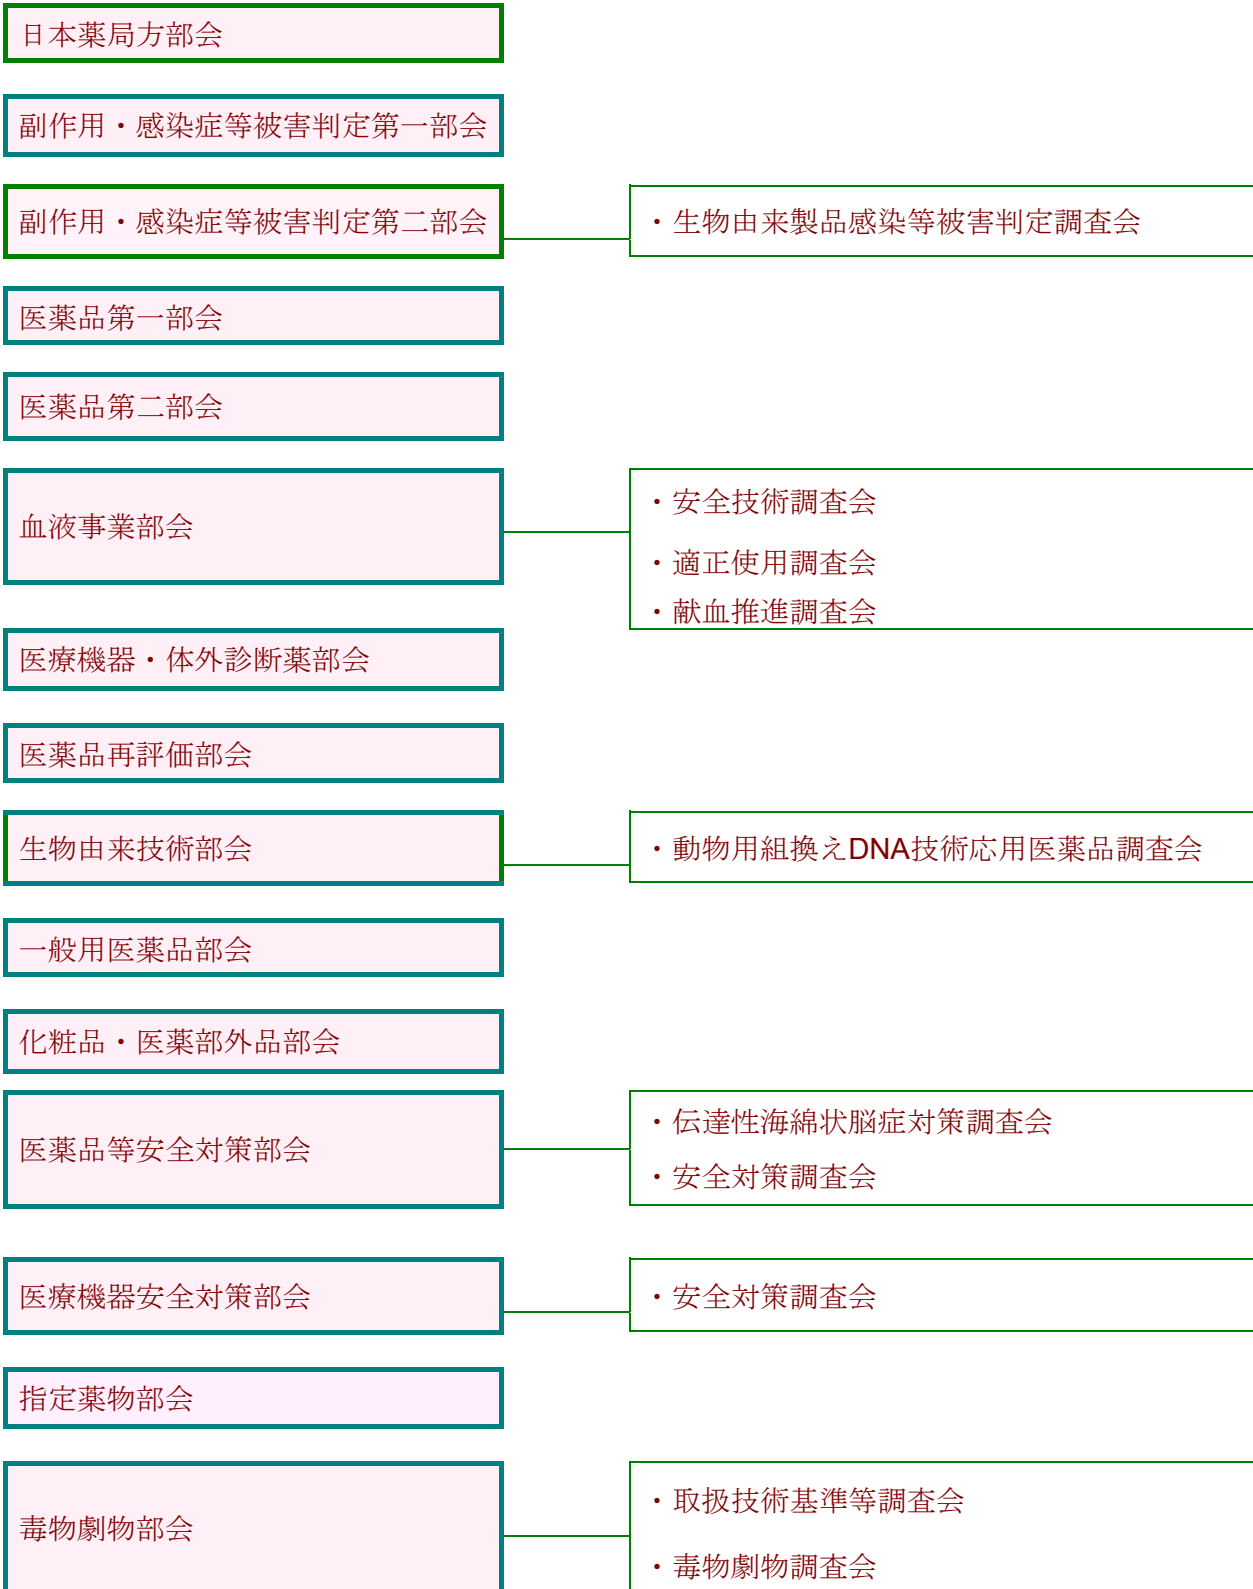 日本薬局方部会
副作用・感染症等被害判定第一部会
副作用・感染症等被害判定第二部会
・生物由来製品感染等被害判定調査会
医薬品第一部会
医薬品第二部会
血液事業部会
・安全技術調査会
・適正使用調査会
・献血推進調査会
医療機器・体外診断薬部会
医薬品再評価部会
生物由来技術部会
・動物用組換えDNA技術応用医薬品調査会
一般用医薬品部会
化粧品・医薬部外品部会
医薬品等安全対策部会
・伝達性海綿状脳症対策調査会
・安全対策調査会
医療機器安全対策部会
・安全対策調査会
指定薬物部会
毒物劇物部会
・取扱技術基準等調査会
・毒物劇物調査会